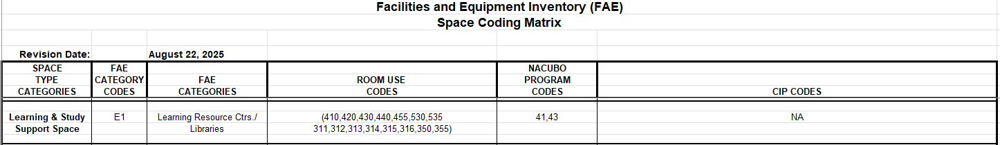 Facilities and Equipment Inventory (FAE)
Space Coding Matrix
Revision Date: August 22, 2025
SPACE TYPE CATEGORIES
FAE CATEGORY CODES
FAE CATEGORIES
ROOM USE CODES
NACUBO PROGRAM CODES
CIP CODES
Learning & Study Support Space
E1
Learning Resource Ctrs./ Libraries
(410,420,430,440,455,530,535
311,312,313,314,315,316,350,355)
41,43
NA